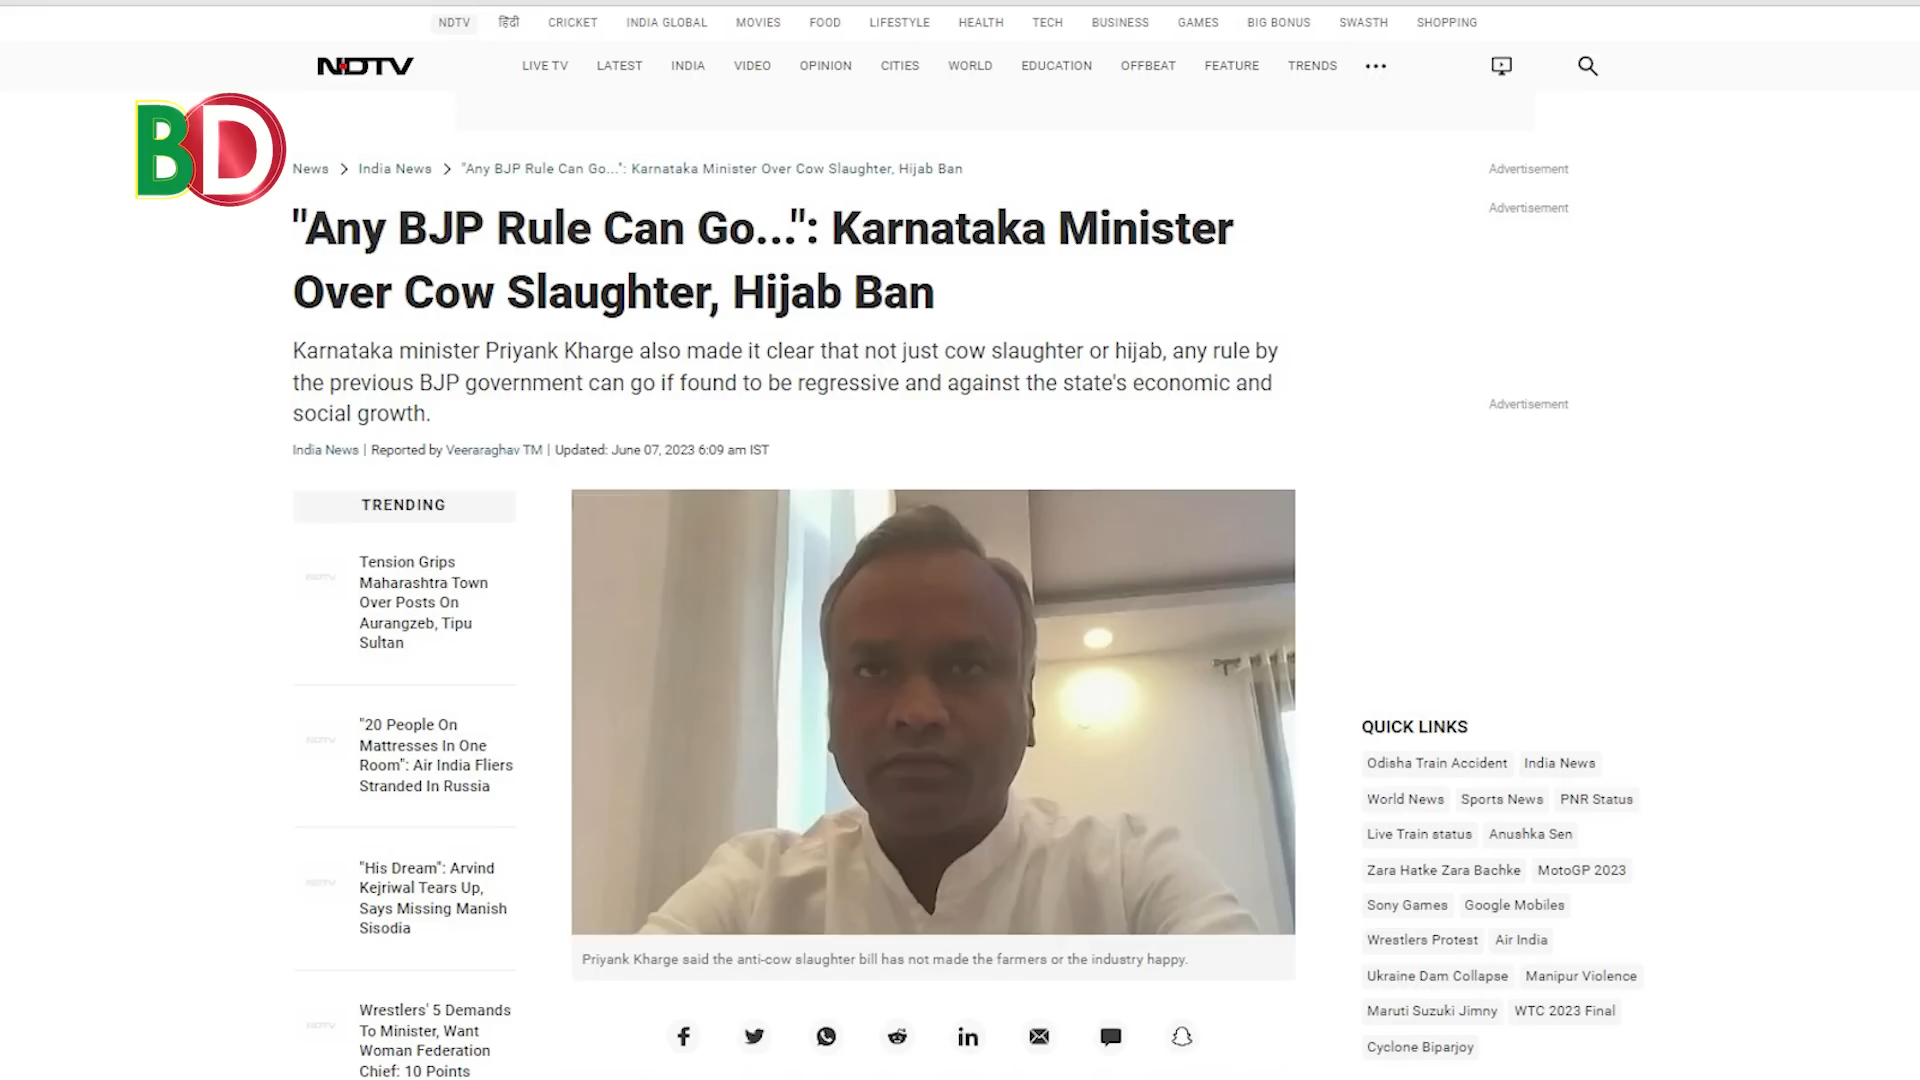 NDTV हिंदी CRICKET INDIA GLOBAL MOVIES FOOD LIFESTYLE HEALTH TECH BUSINESS GAMES BIG BONUS SWASTH SHOPPING
NDTV LIVE TV LATEST INDIA VIDEO OPINION CITIES WORLD EDUCATION OFFBEAT FEATURE TRENDS
BD
News > India News > "Any BJP Rule Can Go...": Karnataka Minister Over Cow Slaughter, Hijab Ban
"Any BJP Rule Can Go...": Karnataka Minister
Over Cow Slaughter, Hijab Ban
Karnataka minister Priyank Kharge also made it clear that not just cow slaughter or hijab, any rule by
the previous BJP government can go if found to be regressive and against the state's economic and
social growth.
India News | Reported by Veeraraghav TM | Updated: June 07, 2023 6:09 am IST
TRENDING
NDTV
Tension Grips
Maharashtra Town
Over Posts On
Aurangzeb, Tipu
Sultan
NDTV
"20 People On
Mattresses In One
Room": Air India Fliers
Stranded In Russia
NDTV
"His Dream": Arvind
Kejriwal Tears Up,
Says Missing Manish
Sisodia
NDTV
Wrestlers' 5 Demands
To Minister, Want
Woman Federation
Chief: 10 Points
Priyank Kharge said the anti-cow slaughter bill has not made the farmers or the industry happy.
Advertisement
Advertisement
Advertisement
QUICK LINKS
Odisha Train Accident India News
World News Sports News PNR Status
Live Train status Anushka Sen
Zara Hatke Zara Bachke MotoGP 2023
Sony Games Google Mobiles
Wrestlers Protest Air India
Ukraine Dam Collapse Manipur Violence
Maruti Suzuki Jimny WTC 2023 Final
Cyclone Biparjoy